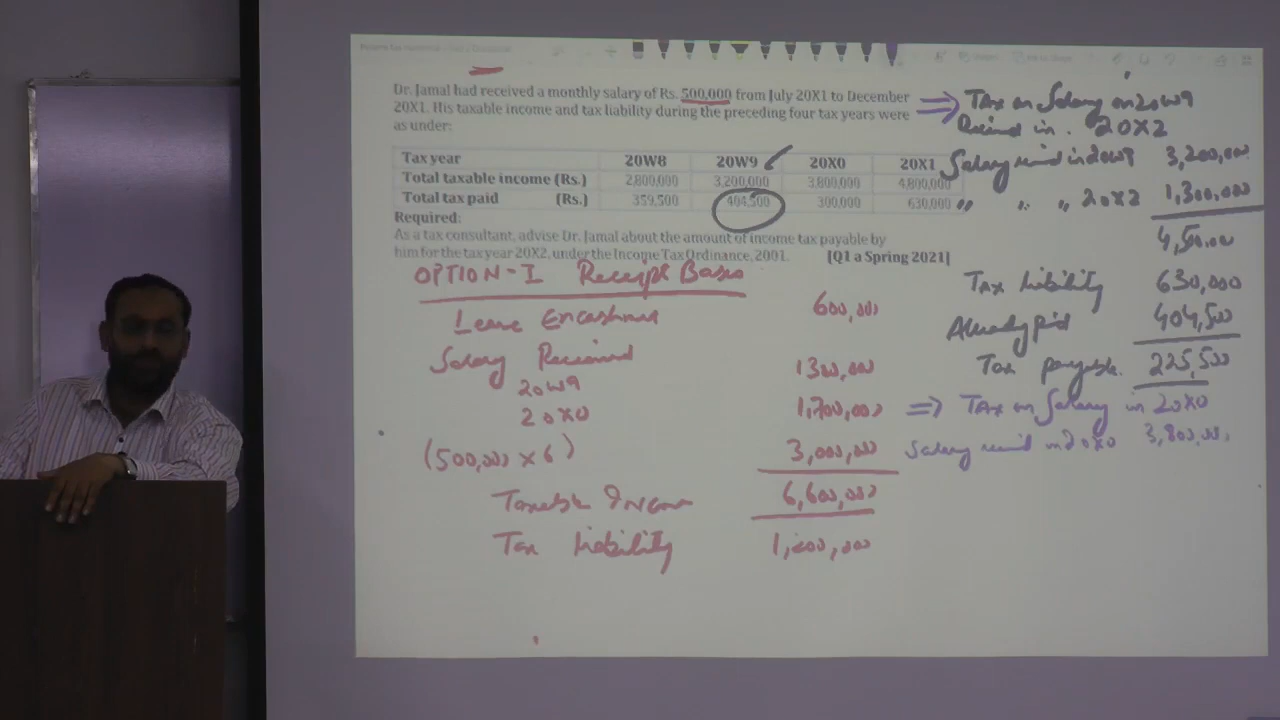 Dr. Jamal had received a monthly salary of Rs. 500,000 from July 20X1 to December
20X1. His taxable income and tax liability during the preceding four tax years were
as under:
Tax year 20W8 20W9 20X0 20X1
Total taxable income (Rs.) 2,800,000 3,200,000 3,800,000 4,800,000
Total tax paid (Rs.) 359,500 404,500 300,000 630,000
Required:
As a tax consultant, advise Dr. Jamal about the amount of income tax payable by
him for the tax year 20X2, under the Income Tax Ordinance, 2001. [Q1 a Spring 2021]
OPTION-I Receipt Basis
Leave Encashment 600,000
Salary Received
20W9 1300,000
20X0 1,700,000
(500,000 x 6) 3,000,000
Taxable Income 6,600,000
Tax liability
⇒ Tax on Salary on 20W9
Received in 20X2
Salary received in 20W9 3,200,000
" " " 20X2 1,300,000
4,500,000
Tax liability 630,000
Already paid 404,500
Tax payable. 225,500
⇒ Tax on Salary in 20X0
Salary received in 20X0 3,800,000